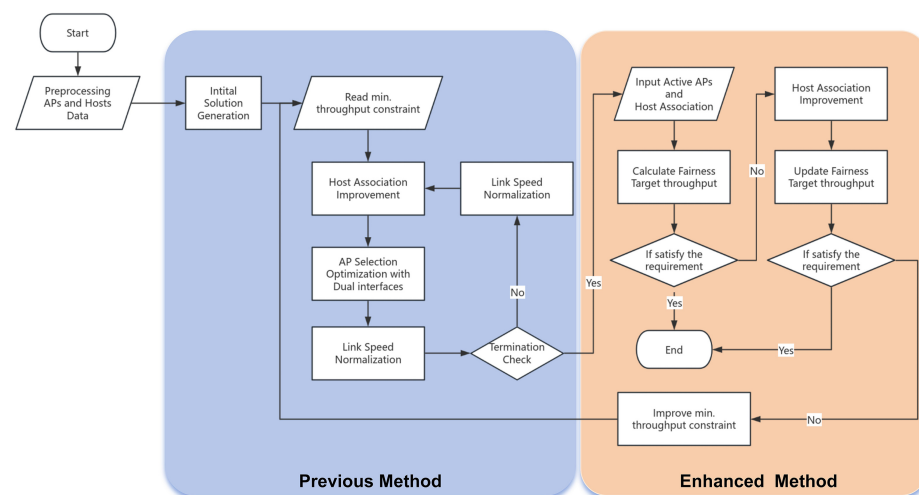 Start
Preprocessing
APs and Hosts
Data
Intital
Solution
Generation
Read min.
throughput constraint
Host Association
Improvement
Link Speed
Normalization
AP Selection
Optimization with
Dual interfaces
No
Link Speed
Normalization
Termination
Check
Yes
Input Active APs
and
Host Association
Calculate Fairness
Target throughput
If satisfy the
requirement
No
Yes
End
Host Association
Improvement
Update Fairness
Target throughput
If satisfy the
requirement
Yes
No
Improve min.
throughput constraint
Previous Method
Enhanced Method